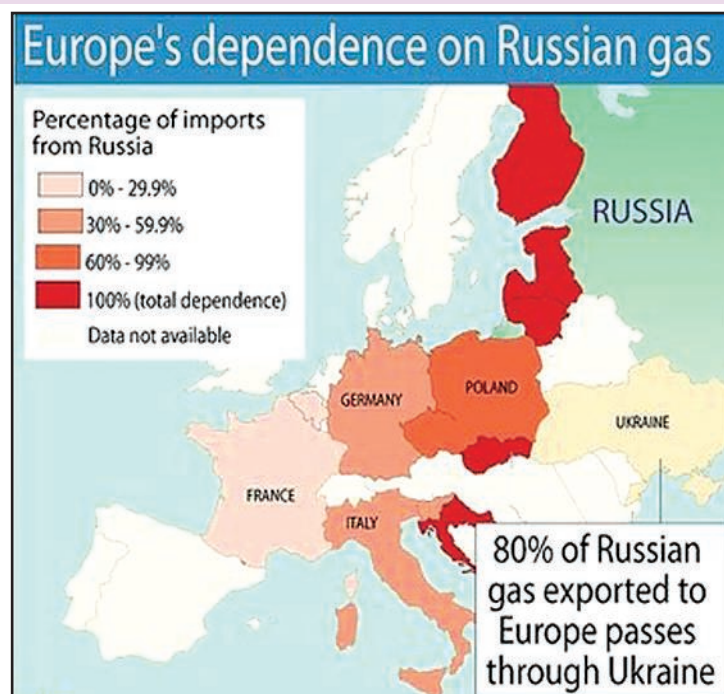 Europe's dependence on Russian gas
Percentage of imports
from Russia
0% - 29.9%
30% - 59.9%
60% - 99%
100% (total dependence)
Data not available
RUSSIA
GERMANY
POLAND
UKRAINE
FRANCE
ITALY
80% of Russian
gas exported to
Europe passes
through Ukraine